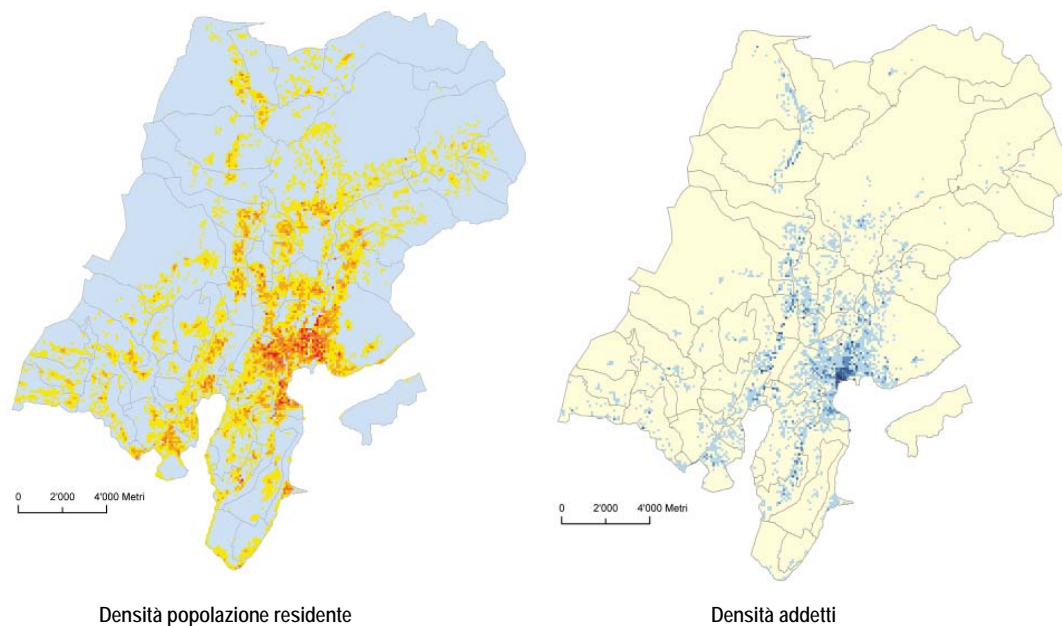 0 2'000 4'000 Metri
0 2'000 4'000 Metri
Densità popolazione residente
Densità addetti